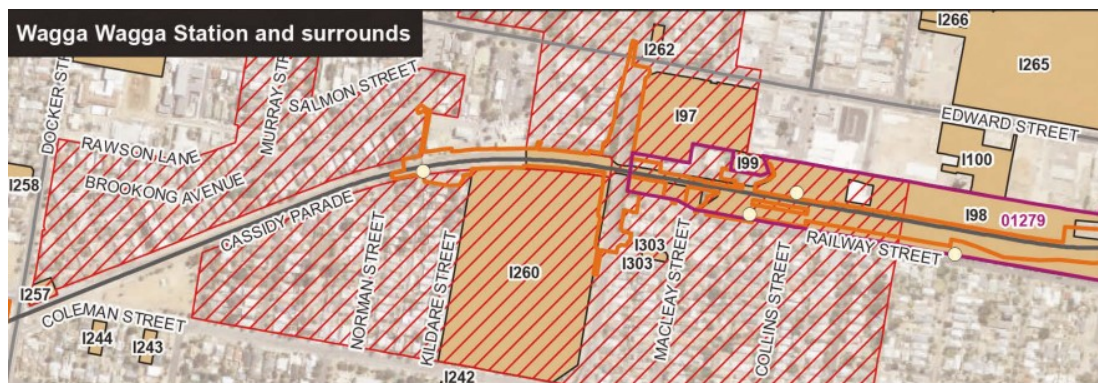 Wagga Wagga Station and surrounds
I262
I266
I265
DOCKER ST
MURRAY STR
SALMON STREET
I97
EDWARD STREET
RAWSON LANE
I99
I100
I258
BROOKONG AVENUE
CASSIDY PARADE
I98
01279
RAILWAY STREET
I303
I303
I260
I257
COLEMAN STREET
NORMAN STREET
KILDARE STREET
MACLEAY STREET
COLLINS STREET
I244
I243
I242